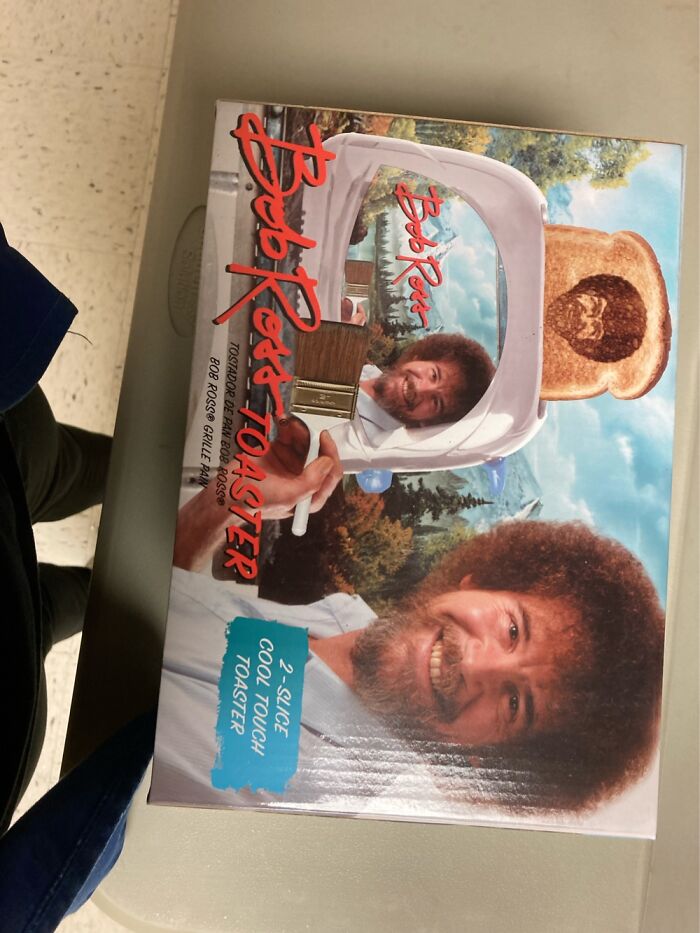 Bob Ross TOASTER
TOSTADOR DE PAN BOB ROSS®
BOB ROSS® GRILLE PAIN
Bob Ross
2-SLICE
COOL TOUCH
TOASTER